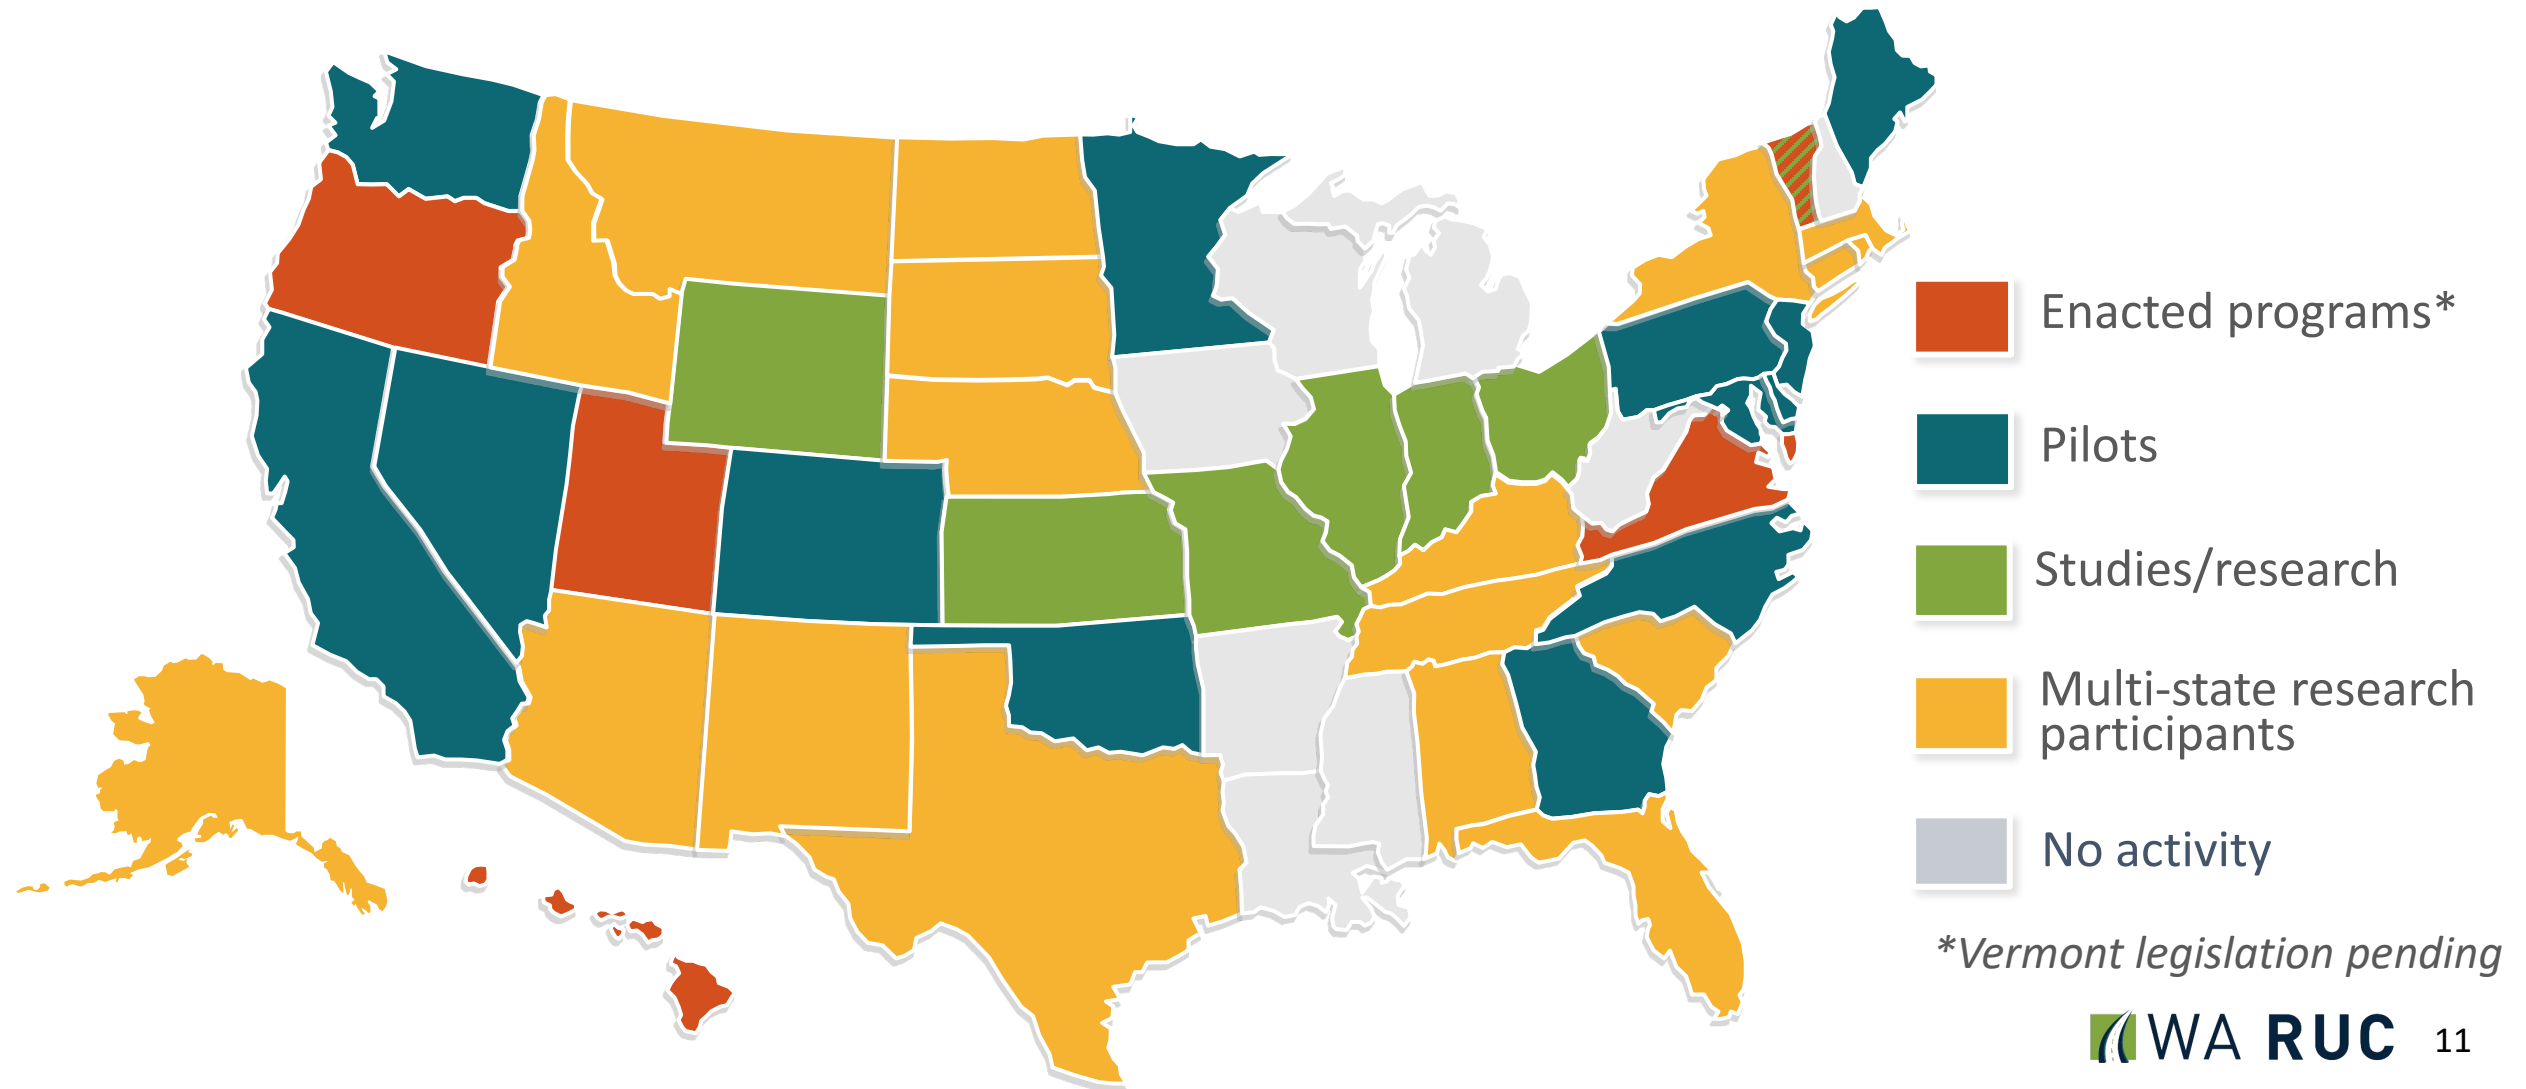 Enacted programs*
Pilots
Studies/research
Multi-state research
participants
No activity
*Vermont legislation pending
WA RUC 11